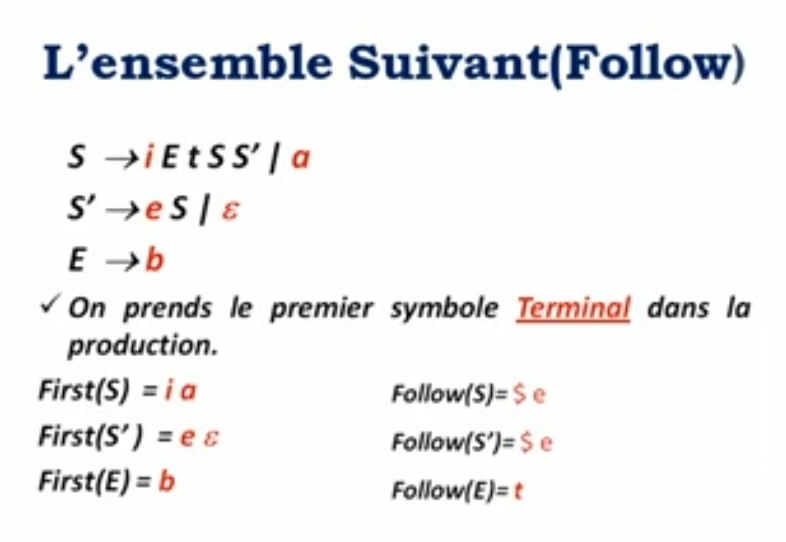 L'ensemble Suivant(Follow)
S →i E t S S' | a
S' →e S | ε
E →b
✓ On prends le premier symbole Terminal dans la
production.
First(S) = i a
Follow(S)= $ e
First(S' ) = e ε
Follow(S')= $ e
First(E) = b
Follow(E)= t